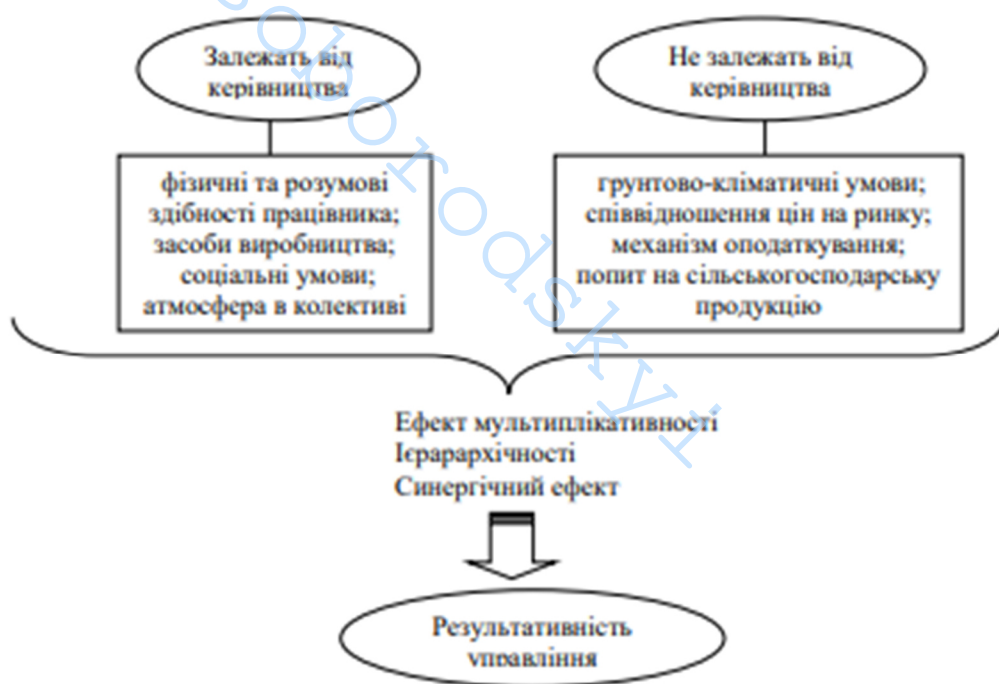 Залежать від
керівництва
Не залежать від
керівництва
фізичні та розумові
здібності працівника;
засоби виробництва;
соціальні умови;
атмосфера в колективі
грунтово-кліматичні умови;
співвідношення цін на ринку;
механізм оподаткування;
попит на сільськогосподарську
продукцію
Ефект мультиплікативності
Ієрарархічності
Синергічний ефект
Результативність
управління
soborodskyi